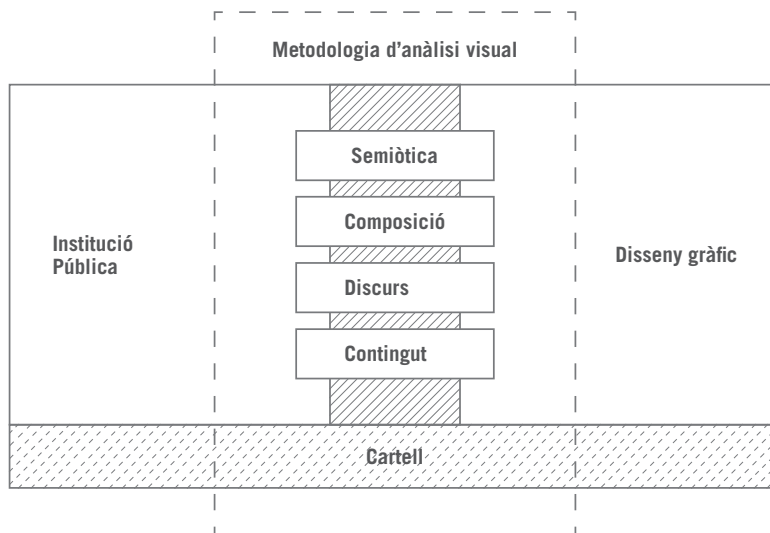 Metodologia d'anàlisi visual
Semiòtica
Composició
Institució
Pública
Disseny gràfic
Discurs
Contingut
Cartell